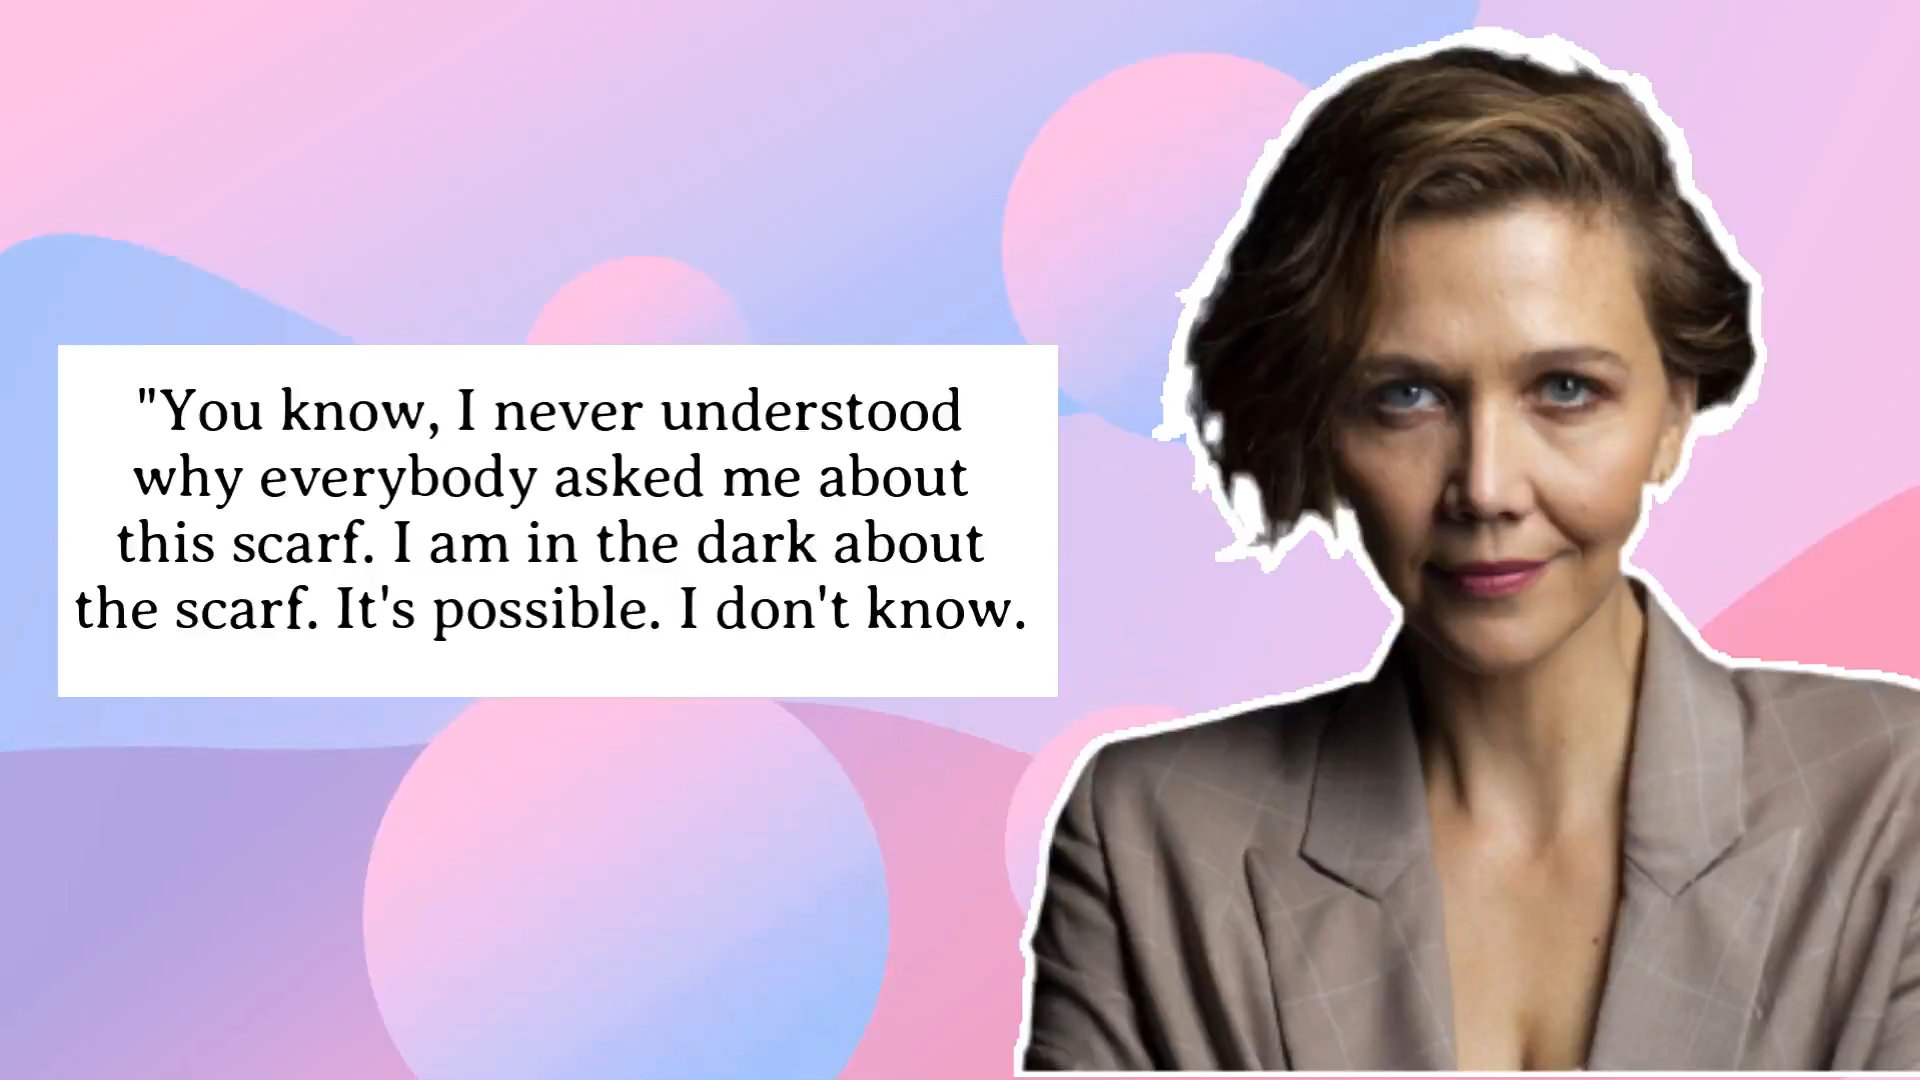 "You know, I never understood
why everybody asked me about
this scarf. I am in the dark about
the scarf. It's possible. I don't know.